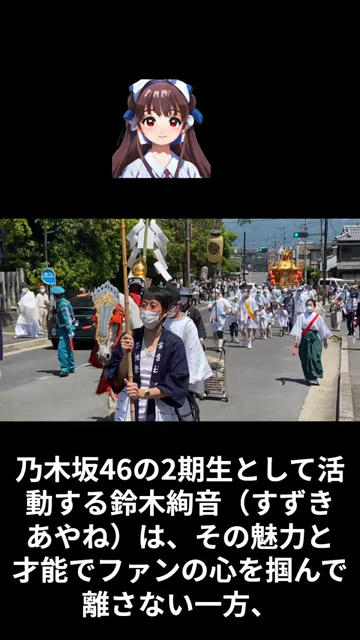 乃木坂46の2期生として活
動する鈴木絢音（すずき
あやね）は、その魅力と
才能でファンの心を掴んで
離さない一方、